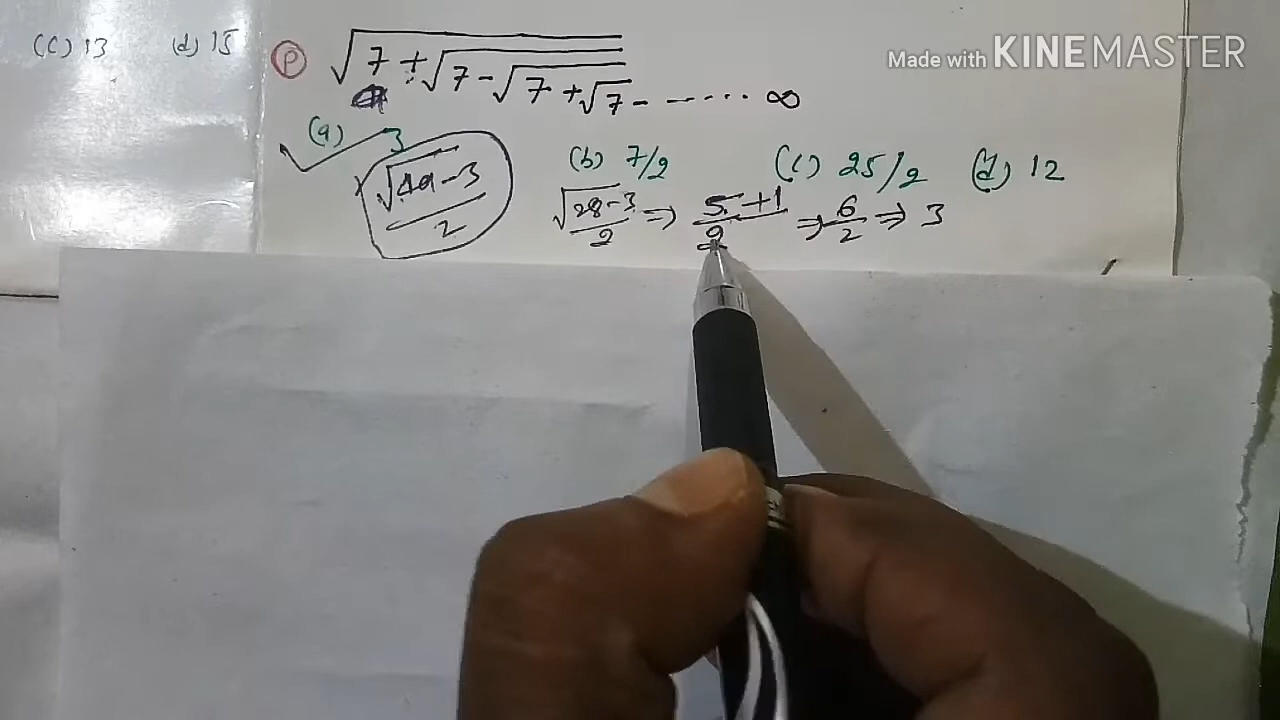 (C) 13 (d) 15
Made with KINEMASTER
(P) √7 + √7 - √7 + √7 - ------ ∞
(a) 3 (b) 7/2 (c) 25/2 (d) 12
√4a-3 / 2 √28-3 / 2 ⇒ 5+1 / 2 ⇒ 6/2 ⇒ 3